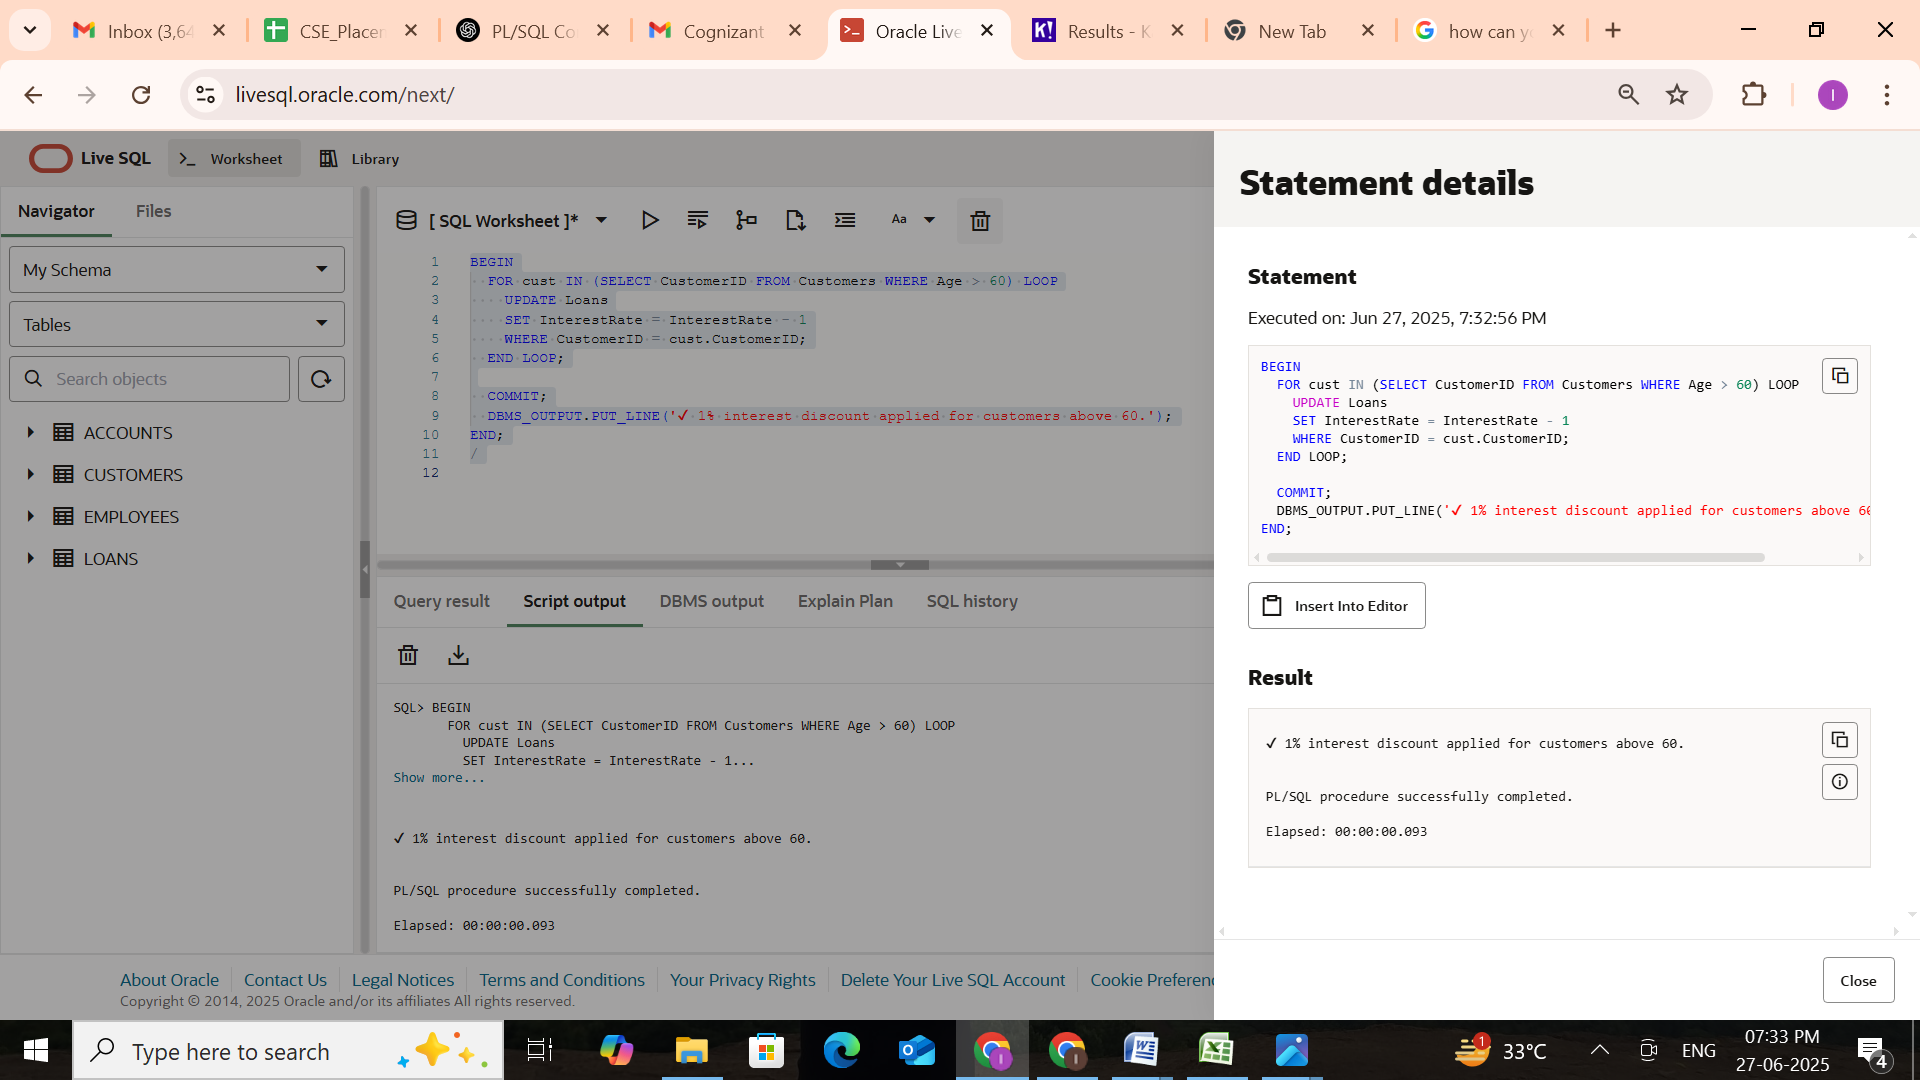 Inbox (3,64
CSE_Placen
PL/SQL Co
Cognizant
Oracle Live
Results - K
New Tab
how can yo
livesql.oracle.com/next/
I
Live SQL
Worksheet
Library
Navigator
Files
My Schema
Tables
Search objects
ACCOUNTS
CUSTOMERS
EMPLOYEES
LOANS
[ SQL Worksheet ]*
Aa
1 BEGIN
2 FOR cust IN (SELECT CustomerID FROM Customers WHERE Age > 60) LOOP
3 UPDATE Loans
4 SET InterestRate = InterestRate - 1
5 WHERE CustomerID = cust.CustomerID;
6 END LOOP;
7
8 COMMIT;
9 DBMS_OUTPUT.PUT_LINE('✓ 1% interest discount applied for customers above 60.');
10 END;
11 /
12
Query result
Script output
DBMS output
Explain Plan
SQL history
SQL> BEGIN
FOR cust IN (SELECT CustomerID FROM Customers WHERE Age > 60) LOOP
UPDATE Loans
SET InterestRate = InterestRate - 1...
Show more...
✓ 1% interest discount applied for customers above 60.
PL/SQL procedure successfully completed.
Elapsed: 00:00:00.093
About Oracle
Contact Us
Legal Notices
Terms and Conditions
Your Privacy Rights
Delete Your Live SQL Account
Cookie Preferenc
Copyright © 2014, 2025 Oracle and/or its affiliates All rights reserved.
Statement details
Statement
Executed on: Jun 27, 2025, 7:32:56 PM
BEGIN
FOR cust IN (SELECT CustomerID FROM Customers WHERE Age > 60) LOOP
UPDATE Loans
SET InterestRate = InterestRate - 1
WHERE CustomerID = cust.CustomerID;
END LOOP;
COMMIT;
DBMS_OUTPUT.PUT_LINE('✓ 1% interest discount applied for customers above 60
END;
Insert Into Editor
Result
✓ 1% interest discount applied for customers above 60.
PL/SQL procedure successfully completed.
Elapsed: 00:00:00.093
Close
Type here to search
1
33°C
ENG
07:33 PM
27-06-2025
4